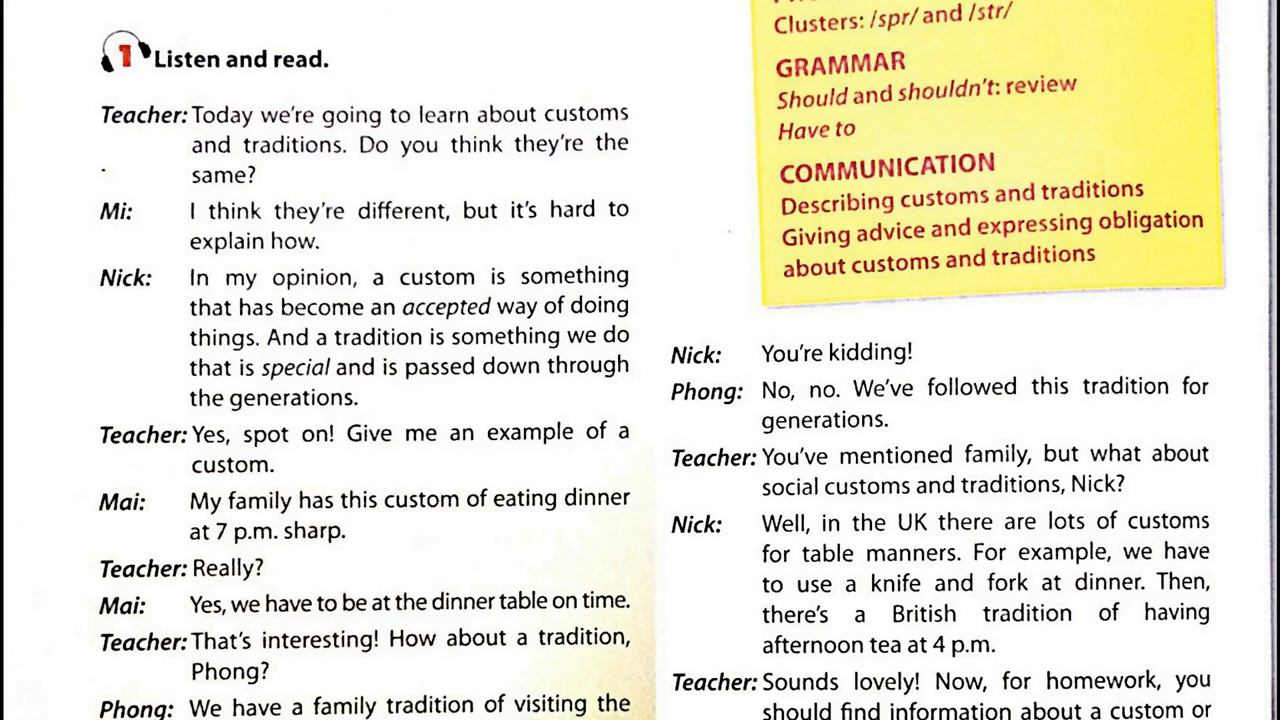 1 Listen and read.
Teacher: Today we're going to learn about customs
and traditions. Do you think they're the
same?
Mi: I think they're different, but it's hard to
explain how.
Nick: In my opinion, a custom is something
that has become an accepted way of doing
things. And a tradition is something we do
that is special and is passed down through
the generations.
Teacher: Yes, spot on! Give me an example of a
custom.
Mai: My family has this custom of eating dinner
at 7 p.m. sharp.
Teacher: Really?
Mai: Yes, we have to be at the dinner table on time.
Teacher: That's interesting! How about a tradition,
Phong?
Phong: We have a family tradition of visiting the
Clusters: /spr/ and /str/
GRAMMAR
Should and shouldn't: review
Have to
COMMUNICATION
Describing customs and traditions
Giving advice and expressing obligation
about customs and traditions
Nick: You're kidding!
Phong: No, no. We've followed this tradition for
generations.
Teacher: You've mentioned family, but what about
social customs and traditions, Nick?
Nick: Well, in the UK there are lots of customs
for table manners. For example, we have
to use a knife and fork at dinner. Then,
there's a British tradition of having
afternoon tea at 4 p.m.
Teacher: Sounds lovely! Now, for homework, you
should find information about a custom or